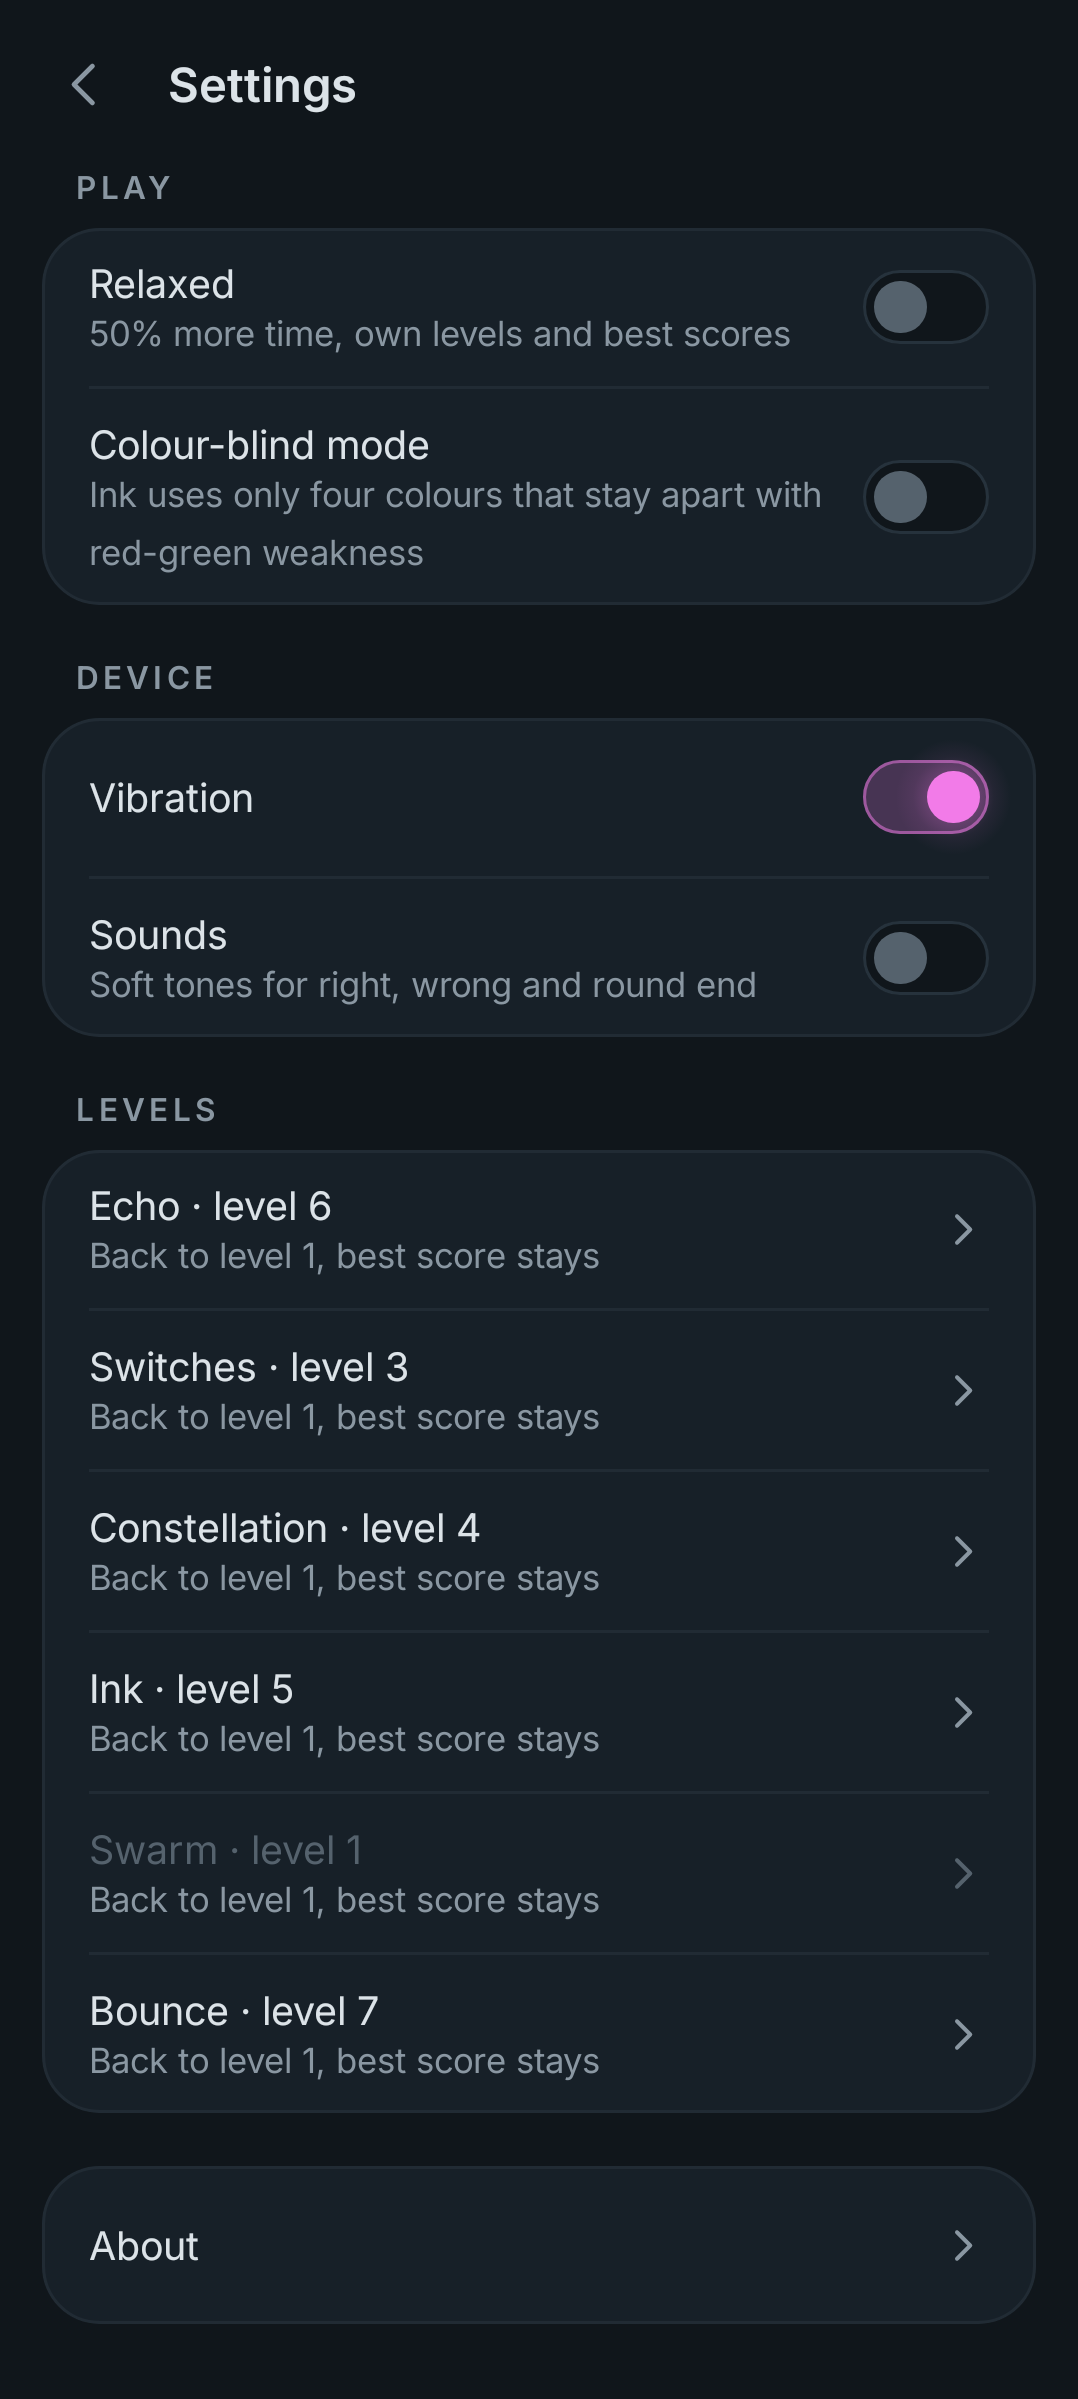 Settings
PLAY
Relaxed
50% more time, own levels and best scores
Colour-blind mode
Ink uses only four colours that stay apart with
red-green weakness
DEVICE
Vibration
Sounds
Soft tones for right, wrong and round end
LEVELS
Echo · level 6
Back to level 1, best score stays
Switches · level 3
Back to level 1, best score stays
Constellation · level 4
Back to level 1, best score stays
Ink · level 5
Back to level 1, best score stays
Swarm · level 1
Back to level 1, best score stays
Bounce · level 7
Back to level 1, best score stays
About